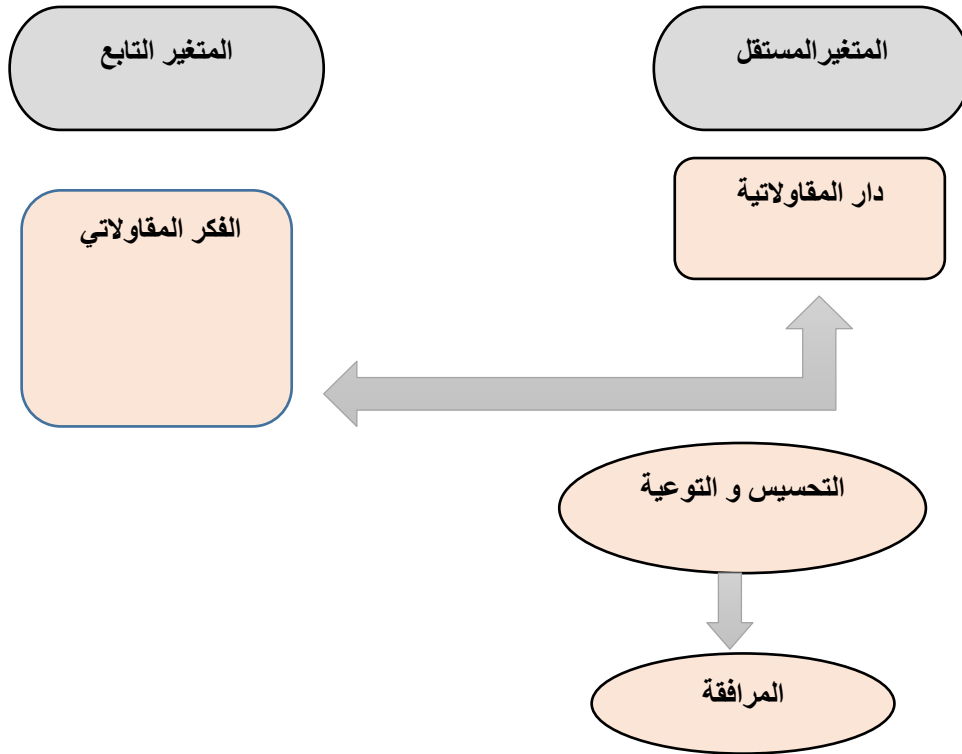 المتغيرالمستقل
المتغير التابع
دار المقاولاتية
الفكر المقاولاتي
التحسيس و التوعية
المرافقة